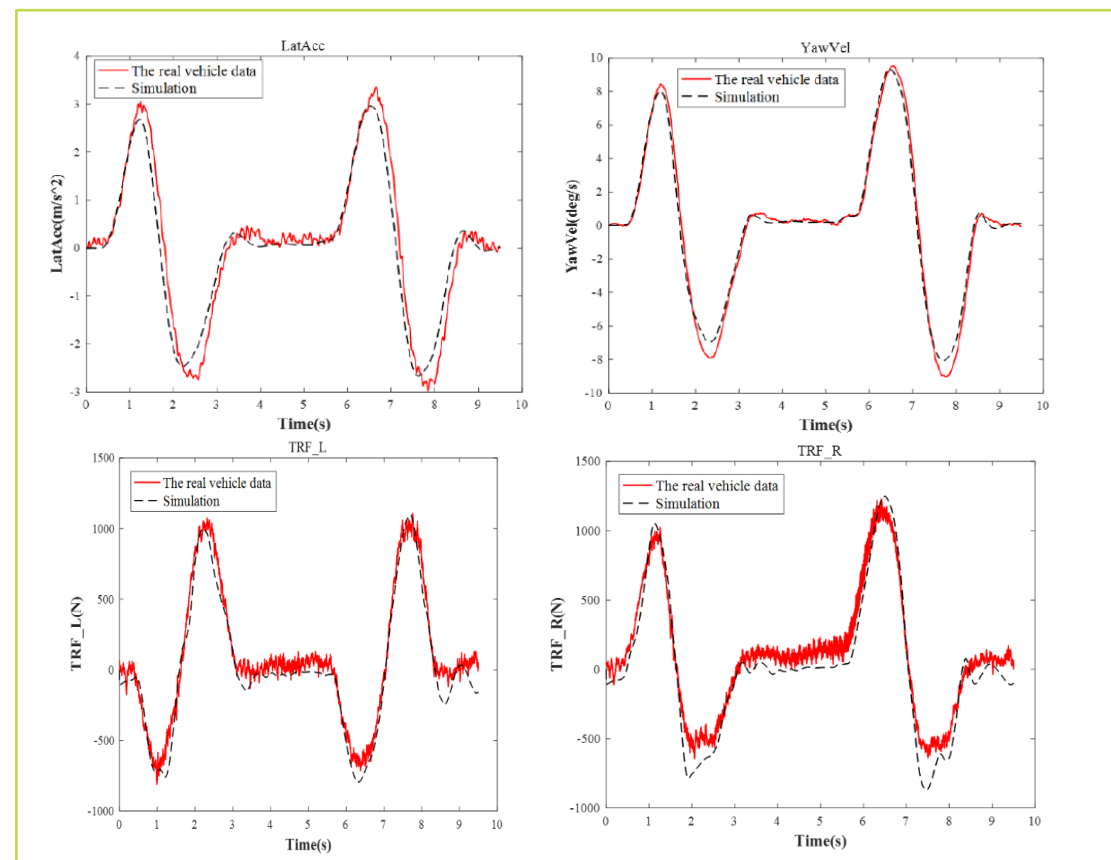 LatAcc
The real vehicle data
Simulation
4
3
2
1
0
-1
-2
-3
LatAcc(m/s^2)
0 1 2 3 4 5 6 7 8 9 10
Time(s)
YawVel
The real vehicle data
Simulation
10
8
6
4
2
0
-2
-4
-6
-8
-10
YawVel(deg/s)
0 1 2 3 4 5 6 7 8 9 10
Time(s)
TRF_L
The real vehicle data
Simulation
1500
1000
500
0
-500
-1000
TRF_L(N)
0 1 2 3 4 5 6 7 8 9 10
Time(s)
TRF_R
The real vehicle data
Simulation
1500
1000
500
0
-500
-1000
TRF_R(N)
0 1 2 3 4 5 6 7 8 9 10
Time(s)